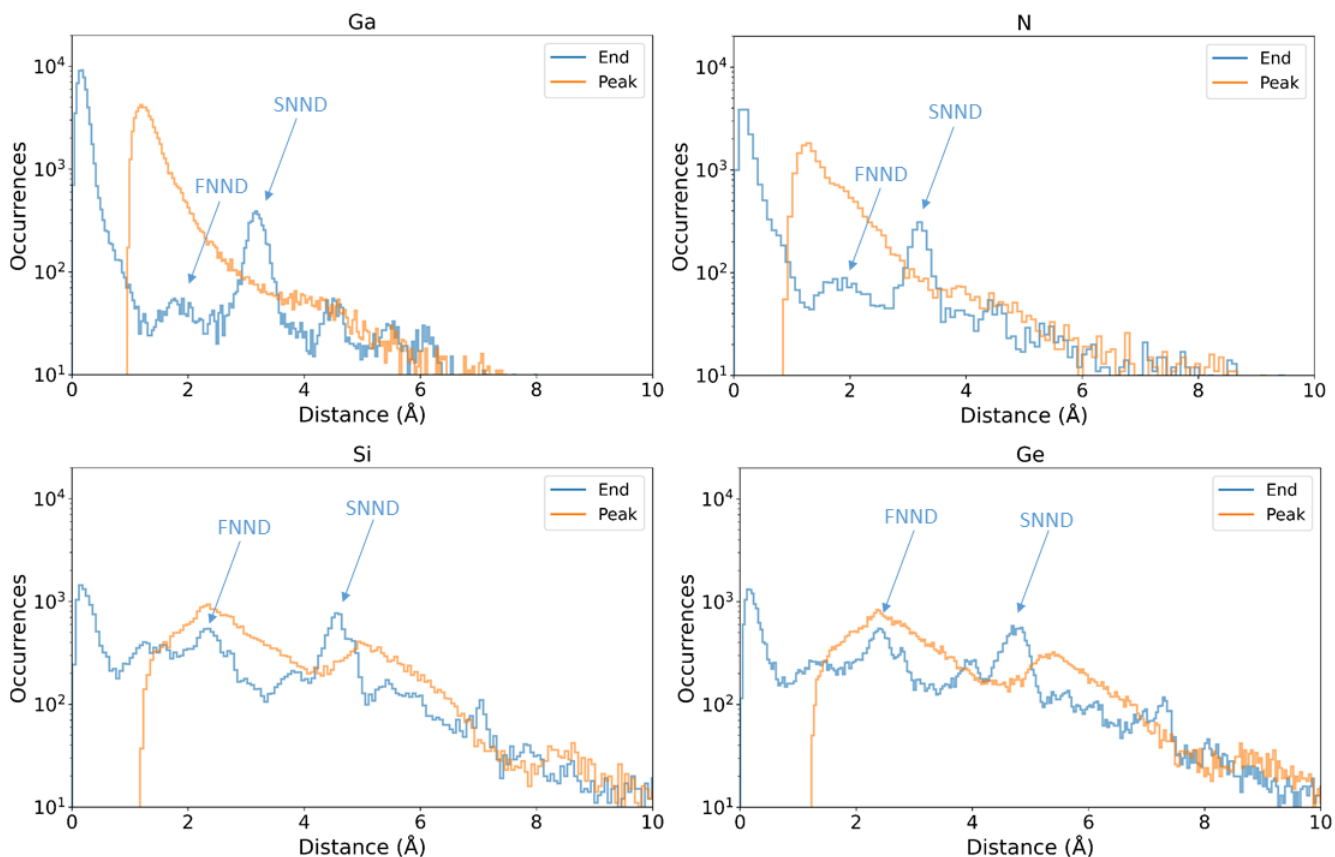 Ga
10⁴
10³
10²
10¹
Occurrences
0
2
4
6
8
10
Distance (Å)
End
Peak
FNND
SNND
N
10⁴
10³
10²
10¹
Occurrences
0
2
4
6
8
10
Distance (Å)
End
Peak
FNND
SNND
Si
10⁴
10³
10²
10¹
Occurrences
0
2
4
6
8
10
Distance (Å)
End
Peak
FNND
SNND
Ge
10⁴
10³
10²
10¹
Occurrences
0
2
4
6
8
10
Distance (Å)
End
Peak
FNND
SNND